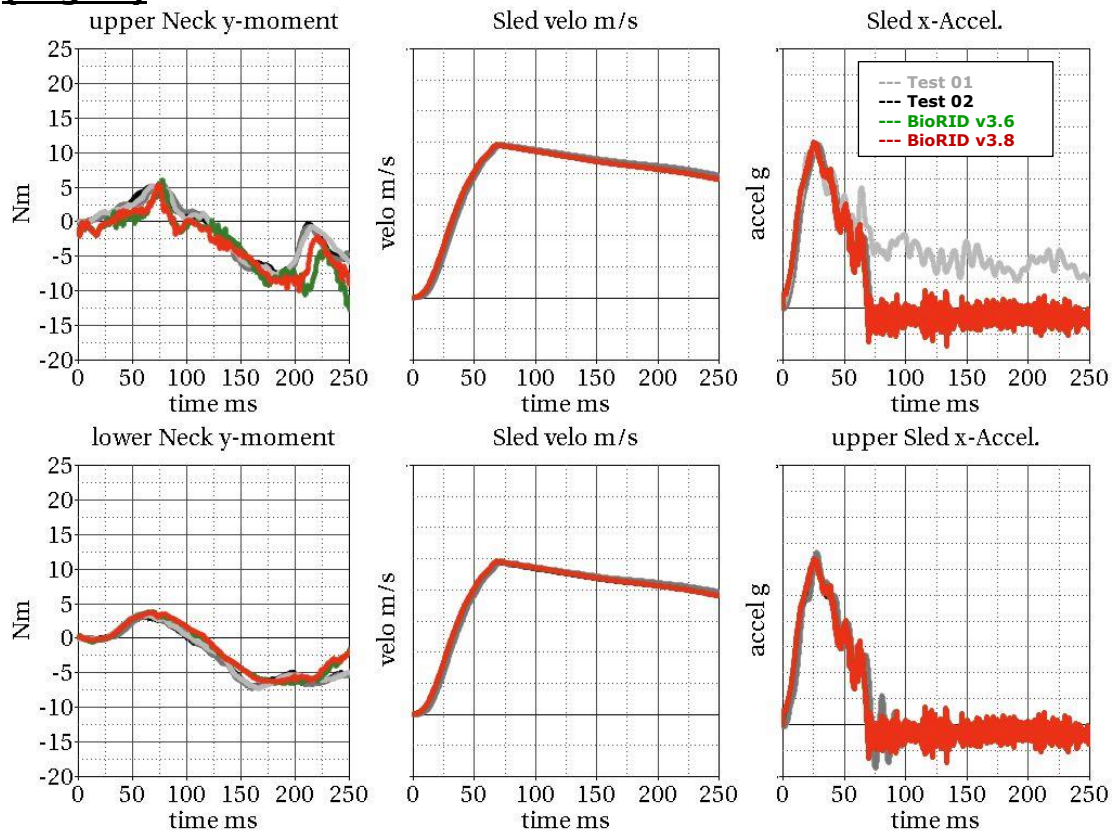 upper Neck y-moment
Nm
25
20
15
10
5
0
-5
-10
-15
-20
0 50 100 150 200 250
time ms
Sled velo m/s
velo m/s
0 50 100 150 200 250
time ms
Sled x-Accel.
accel g
--- Test 01
--- Test 02
--- BioRID v3.6
--- BioRID v3.8
0 50 100 150 200 250
time ms
lower Neck y-moment
Nm
25
20
15
10
5
0
-5
-10
-15
-20
0 50 100 150 200 250
time ms
Sled velo m/s
velo m/s
0 50 100 150 200 250
time ms
upper Sled x-Accel.
accel g
0 50 100 150 200 250
time ms